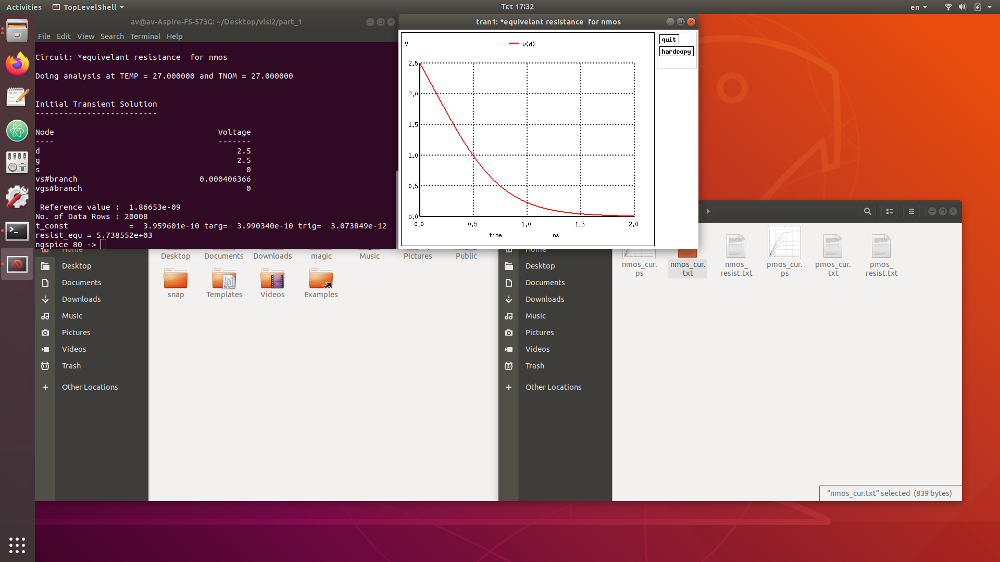 Activities
TopLevelShell
Τετ 17:32
en
av@av-Aspire-F5-573G: ~/Desktop/vlsi2/part_1
File Edit View Search Terminal Help
Circuit: *equivelant resistance  for nmos
Doing analysis at TEMP = 27.000000 and TNOM = 27.000000
Initial Transient Solution
--------------------------
Node Voltage
---- -------
d 2.5
g 2.5
s 0
vs#branch 0.000406366
vgs#branch 0
Reference value :  1.86653e-09
No. of Data Rows : 20008
t_const             =  3.959601e-10 targ=  3.990340e-10 trig=  3.073849e-12
resist_equ = 5.738552e+03
ngspice 80 ->
tran1: *equivelant resistance  for nmos
V
v(d)
quit
hardcopy
2.5
2.0
1.5
1.0
0.5
0.0
0.0 0.5 1.0 1.5 2.0
time ns
Home
Desktop
Documents
Downloads
Music
Pictures
Videos
Trash
Other Locations
Desktop Documents Downloads magic Music Pictures Public
snap Templates Videos Examples
Home
Desktop
Documents
Downloads
Music
Pictures
Videos
Trash
Other Locations
nmos_cur.
ps
nmos_cur.
txt
nmos_
resist.txt
pmos_cur.
ps
pmos_cur.
txt
pmos_
resist.txt
“nmos_cur.txt” selected  (839 bytes)